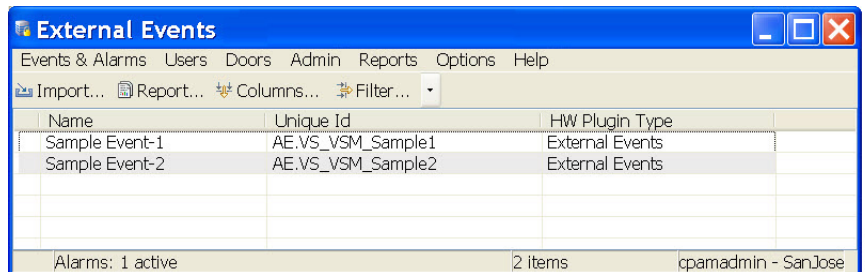 External Events
Events & Alarms Users Doors Admin Reports Options Help
Import... Report... Columns... Filter...
Name Unique Id HW Plugin Type
Sample Event-1 AE.VS_VSM_Sample1 External Events
Sample Event-2 AE.VS_VSM_Sample2 External Events
Alarms: 1 active 2 items cpamadmin - SanJose